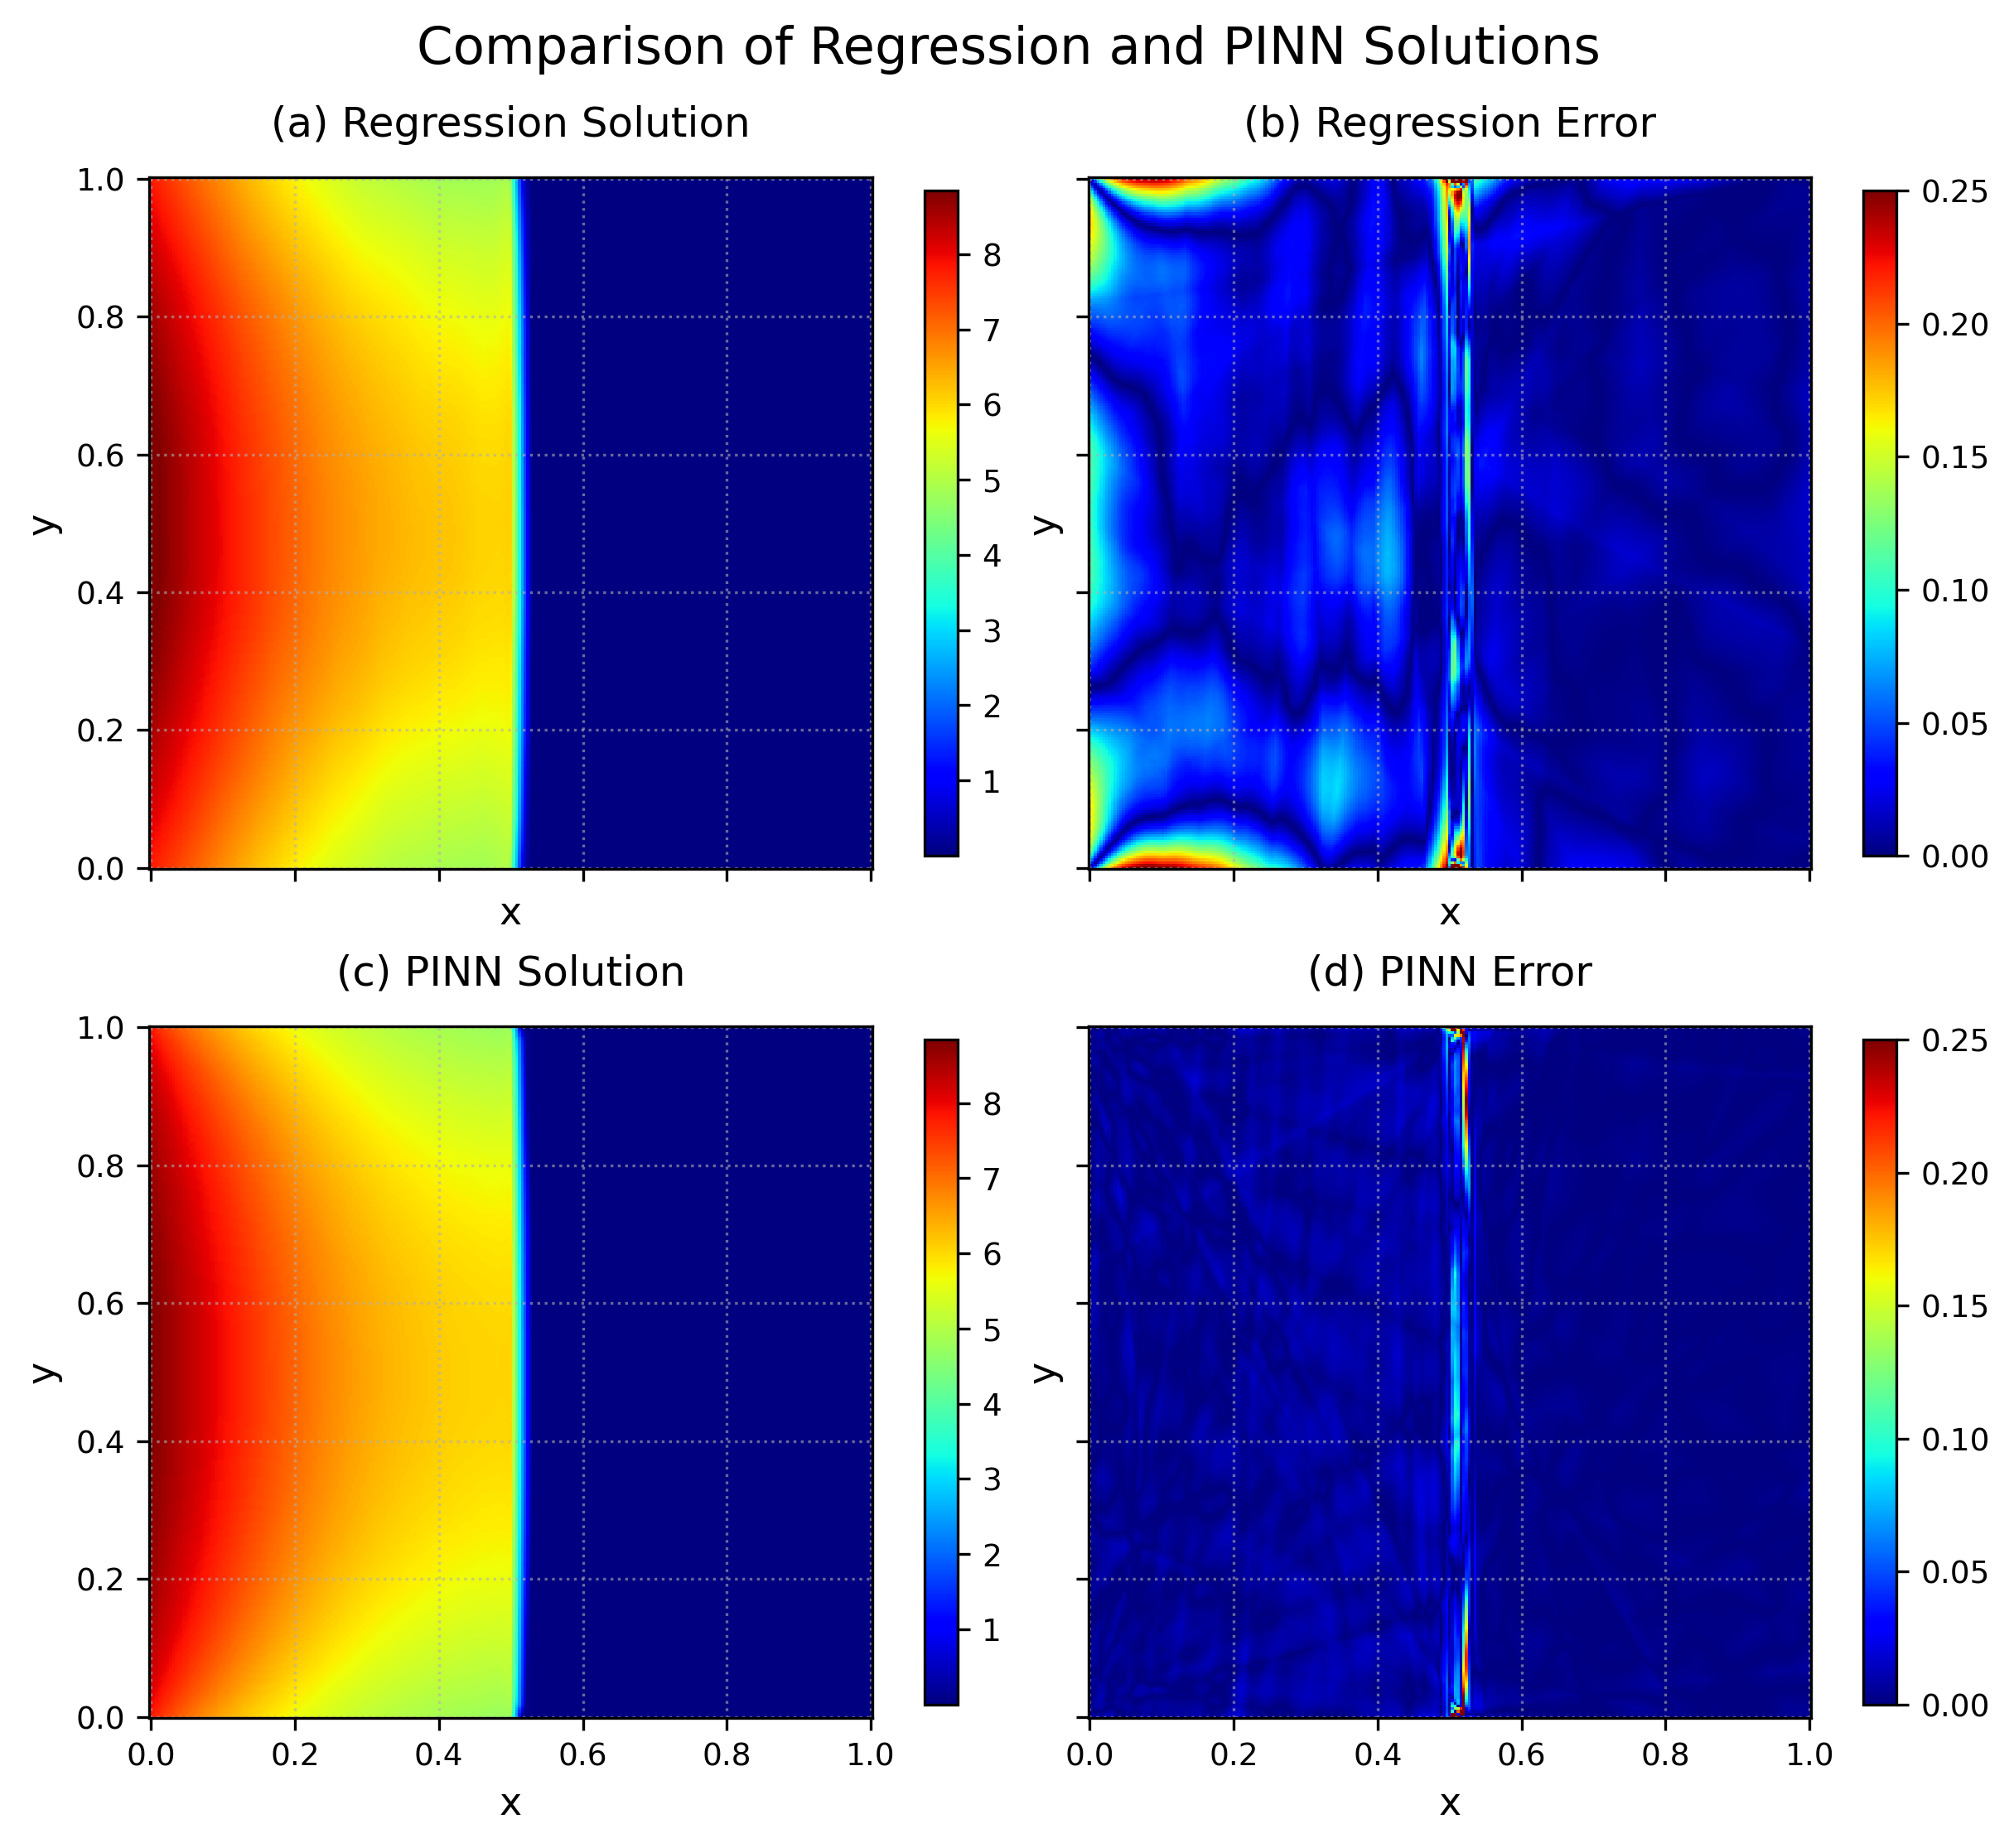 Comparison of Regression and PINN Solutions
(a) Regression Solution
1.0
0.8
0.6
0.4
0.2
0.0
y
x
8
7
6
5
4
3
2
1
(b) Regression Error
y
x
0.25
0.20
0.15
0.10
0.05
0.00
(c) PINN Solution
1.0
0.8
0.6
0.4
0.2
0.0
y
0.0 0.2 0.4 0.6 0.8 1.0
x
8
7
6
5
4
3
2
1
(d) PINN Error
y
0.0 0.2 0.4 0.6 0.8 1.0
x
0.25
0.20
0.15
0.10
0.05
0.00